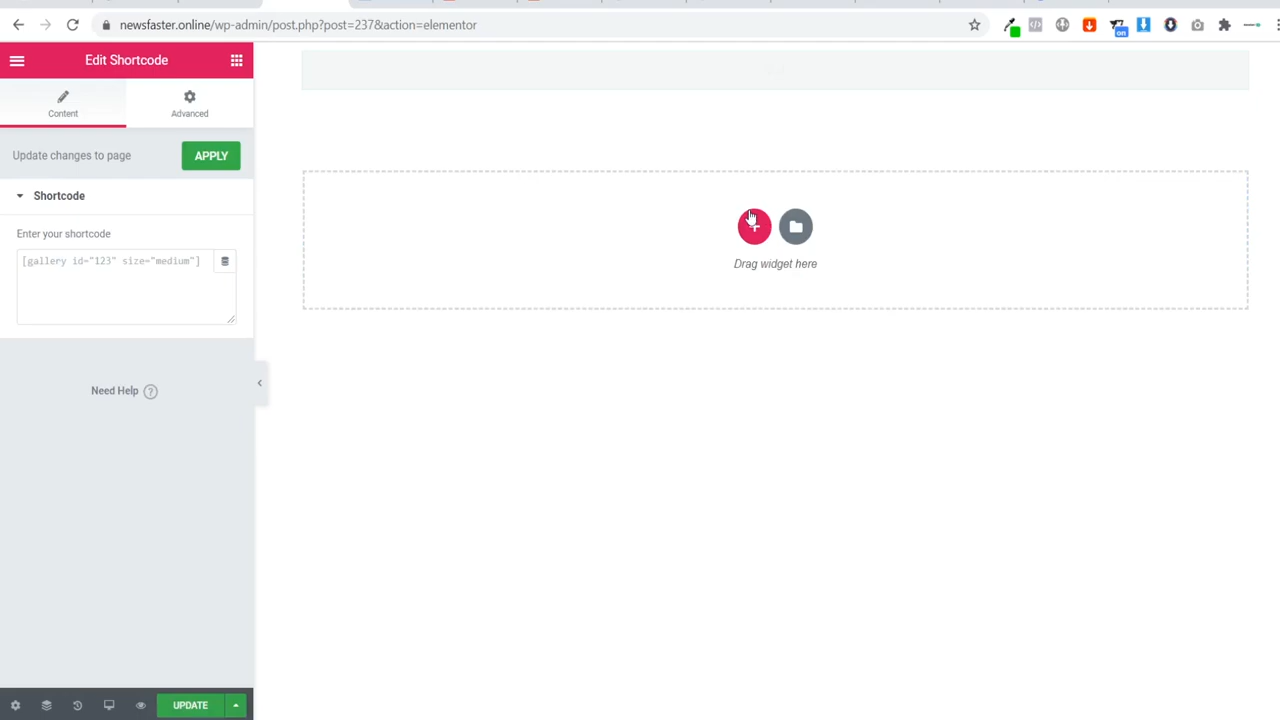 newsfaster.online/wp-admin/post.php?post=237&action=elementor
on
Edit Shortcode
Content
Advanced
Update changes to page
APPLY
Shortcode
Enter your shortcode
[gallery id="123" size="medium"]
Drag widget here
Need Help ?
UPDATE